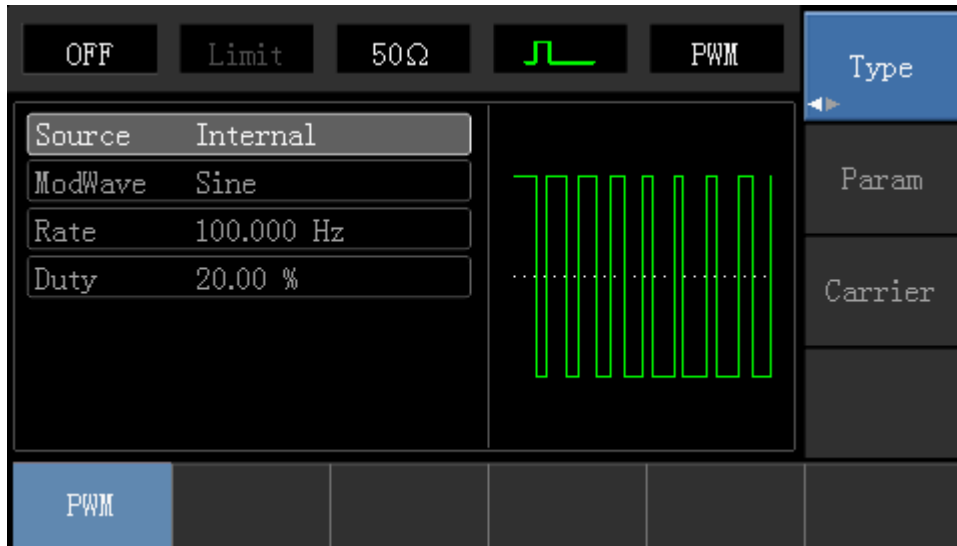 OFF Limit 50Ω PWM
Type
Source Internal
ModWave Sine
Rate 100.000 Hz
Duty 20.00 %
Param
Carrier
PWM